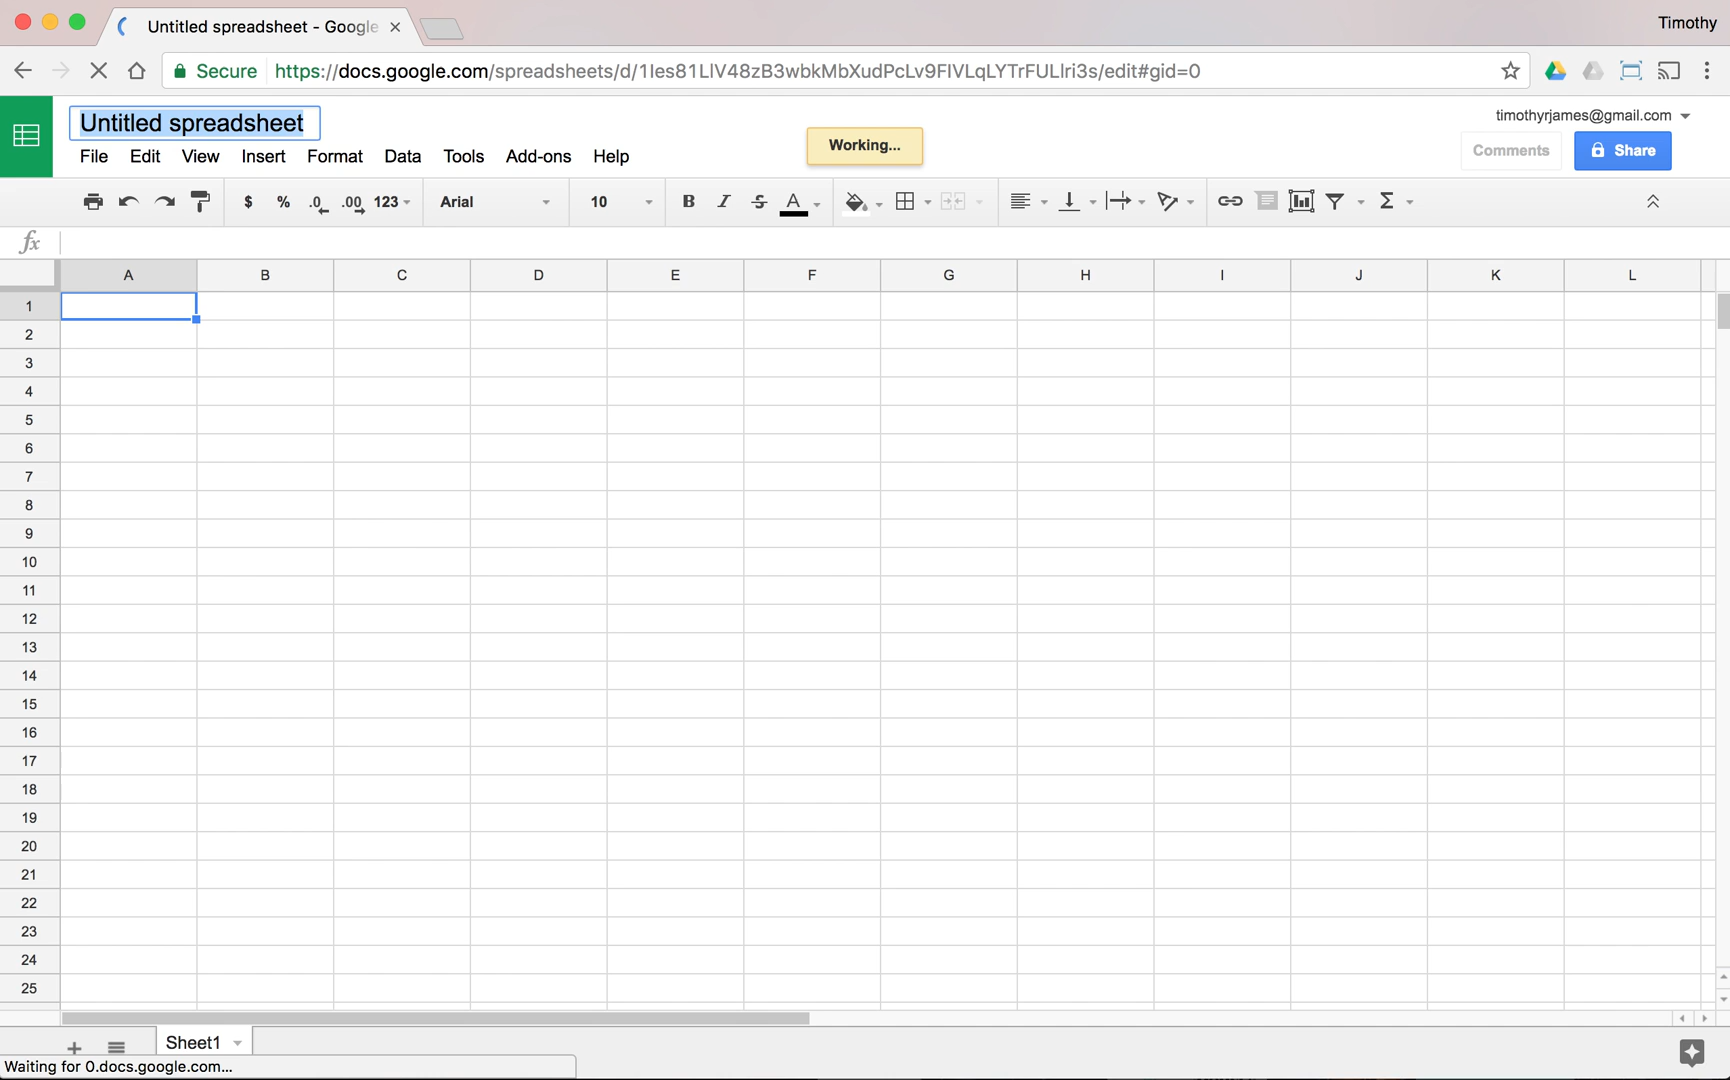 Untitled spreadsheet - Google
Timothy
Secure https://docs.google.com/spreadsheets/d/1Ies81LlV48zB3wbkMbXudPcLv9FIVLqLYTrFULlri3s/edit#gid=0
Untitled spreadsheet
timothyrjames@gmail.com
Working...
Comments
Share
File Edit View Insert Format Data Tools Add-ons Help
$ % .0 .00 123 Arial 10 B I S A Σ
fx
A B C D E F G H I J K L
1
2
3
4
5
6
7
8
9
10
11
12
13
14
15
16
17
18
19
20
21
22
23
24
25
Sheet1
Waiting for 0.docs.google.com...